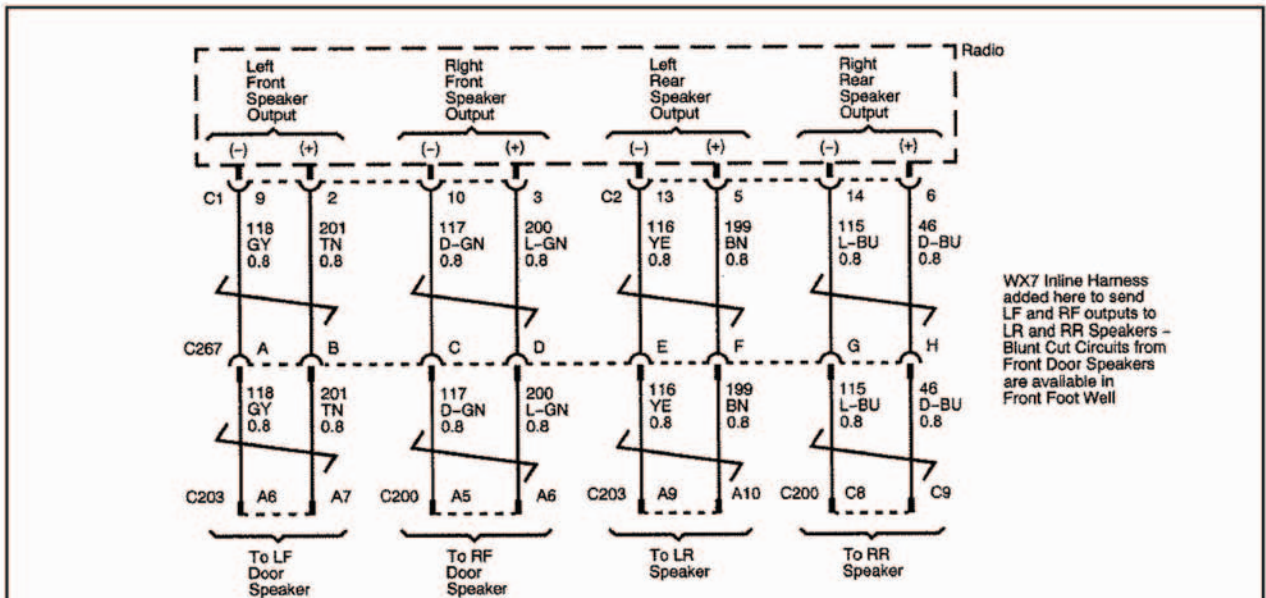 Radio
Left
Front
Speaker
Output
Right
Front
Speaker
Output
Left
Rear
Speaker
Output
Right
Rear
Speaker
Output
(-) (+) (-) (+) (-) (+) (-) (+)
C1 9 2 10 3 C2 13 5 14 6
118 201 117 200 116 199 115 46
GY TN D-GN L-GN YE BN L-BU D-BU
0.8 0.8 0.8 0.8 0.8 0.8 0.8 0.8
WX7 Inline Harness
added here to send
LF and RF outputs to
LR and RR Speakers -
Blunt Cut Circuits from
Front Door Speakers
are available in
Front Foot Well
C267 A B C D E F G H
118 201 117 200 116 199 115 46
GY TN D-GN L-GN YE BN L-BU D-BU
0.8 0.8 0.8 0.8 0.8 0.8 0.8 0.8
C203 A6 A7 C200 A5 A6 C203 A9 A10 C200 C8 C9
To LF
Door
Speaker
To RF
Door
Speaker
To LR
Speaker
To RR
Speaker